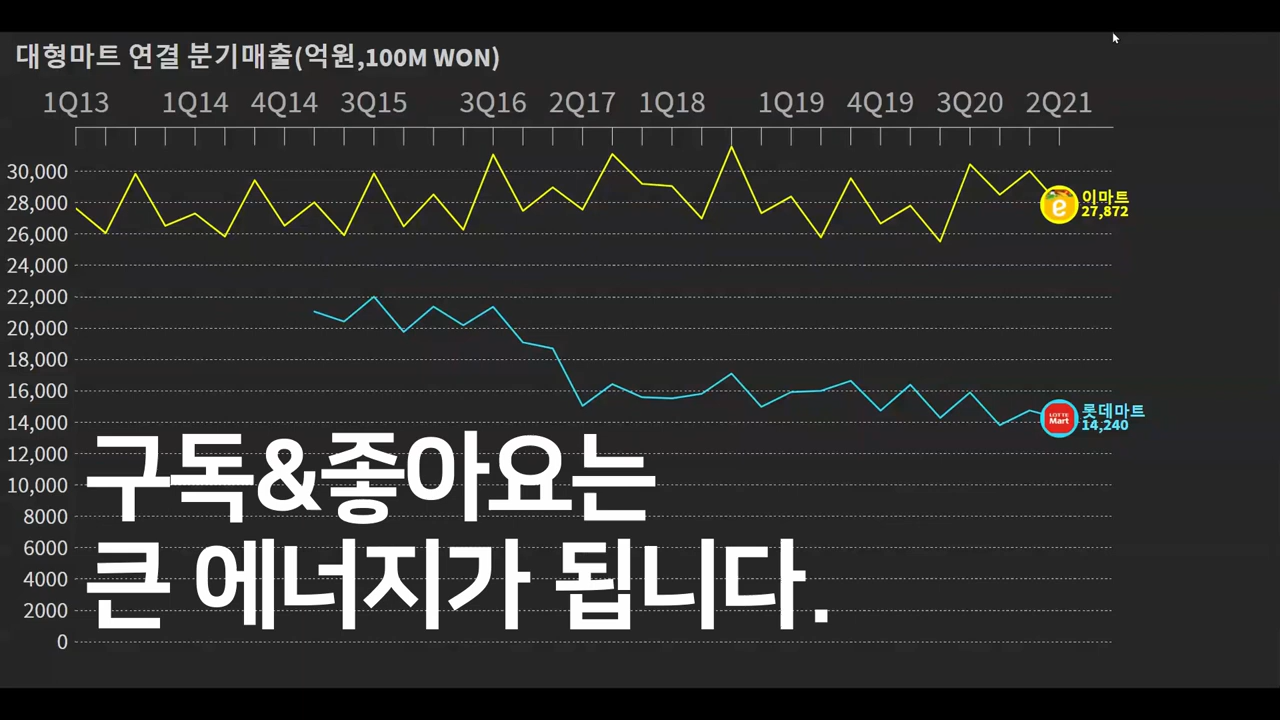 대형마트 연결 분기매출(억원,100M WON)
1Q13 1Q14 4Q14 3Q15 3Q16 2Q17 1Q18 1Q19 4Q19 3Q20 2Q21
30,000
28,000
26,000
24,000
22,000
20,000
18,000
16,000
14,000
12,000
10,000
8000
6000
4000
2000
0
e
이마트
27,872
LOTTE
Mart
롯데마트
14,240
구독&좋아요는
큰 에너지가 됩니다.